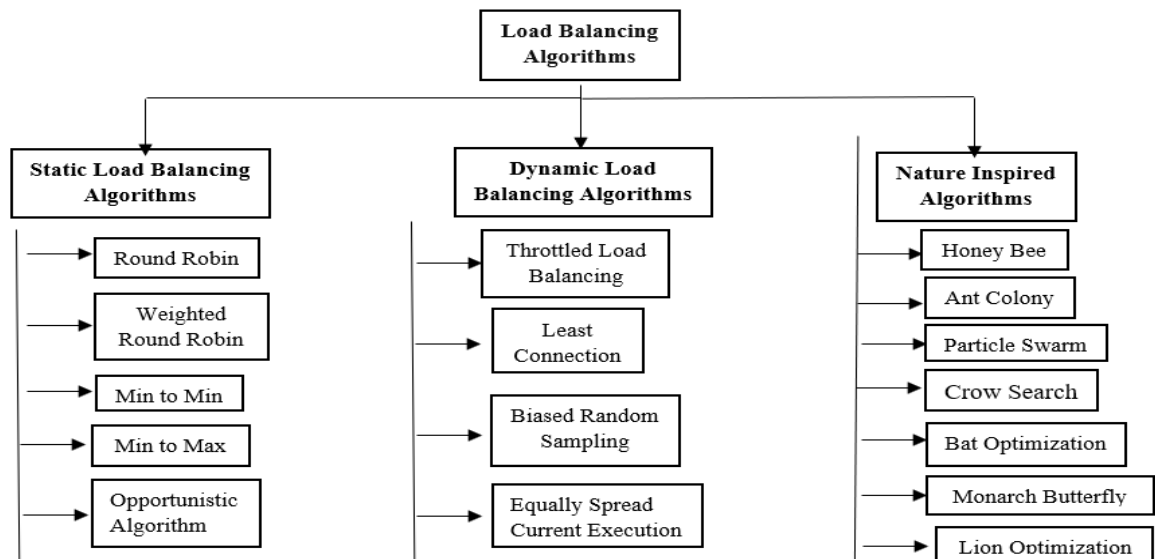 Load Balancing
Algorithms
Static Load Balancing
Algorithms
Round Robin
Weighted
Round Robin
Min to Min
Min to Max
Opportunistic
Algorithm
Dynamic Load
Balancing Algorithms
Throttled Load
Balancing
Least
Connection
Biased Random
Sampling
Equally Spread
Current Execution
Nature Inspired
Algorithms
Honey Bee
Ant Colony
Particle Swarm
Crow Search
Bat Optimization
Monarch Butterfly
Lion Optimization